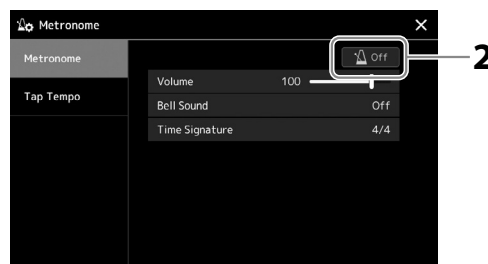 Metronome
Metronome
Off
2
Tap Tempo
Volume 100
Bell Sound Off
Time Signature 4/4